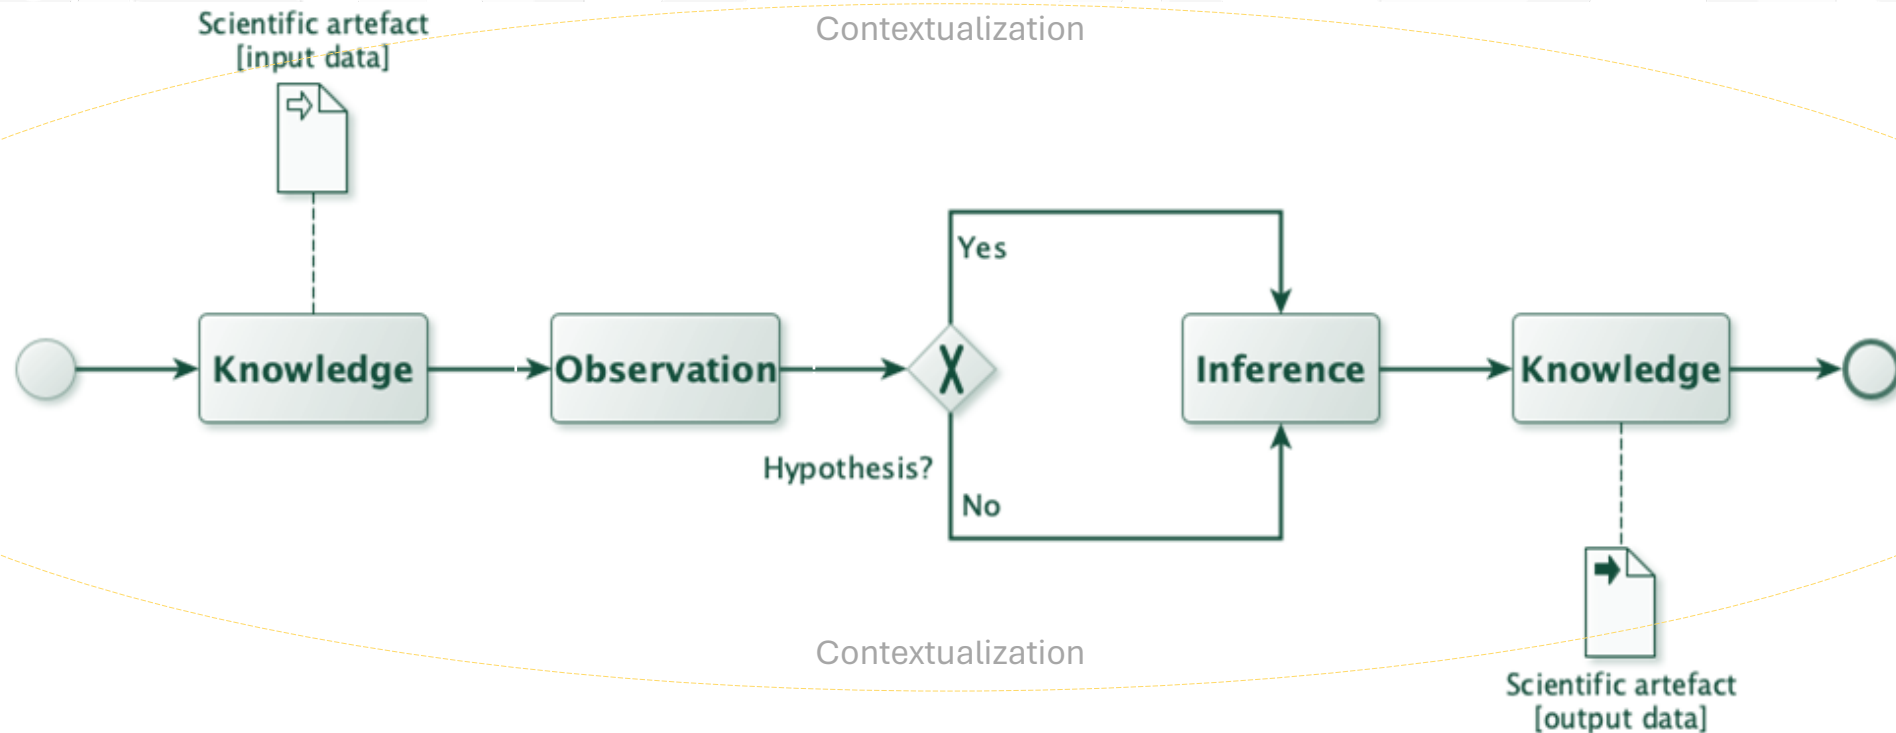 Scientific artefact
[input data]
Contextualization
Yes
Knowledge
Observation
X
Inference
Knowledge
Hypothesis?
No
Contextualization
Scientific artefact
[output data]